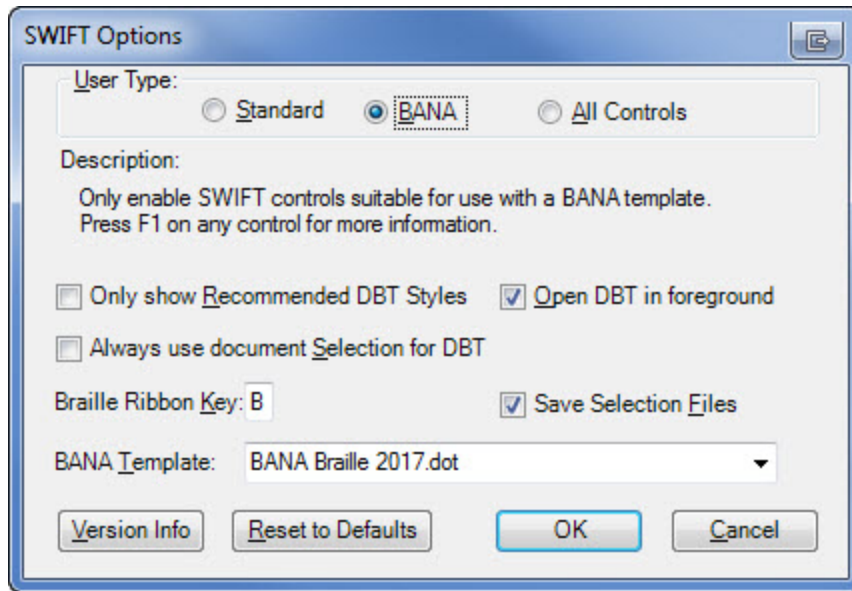 SWIFT Options
User Type:
Standard BANA All Controls
Description:
Only enable SWIFT controls suitable for use with a BANA template.
Press F1 on any control for more information.
Only show Recommended DBT Styles Open DBT in foreground
Always use document Selection for DBT
Braille Ribbon Key: B Save Selection Files
BANA Template: BANA Braille 2017.dot
Version Info Reset to Defaults OK Cancel